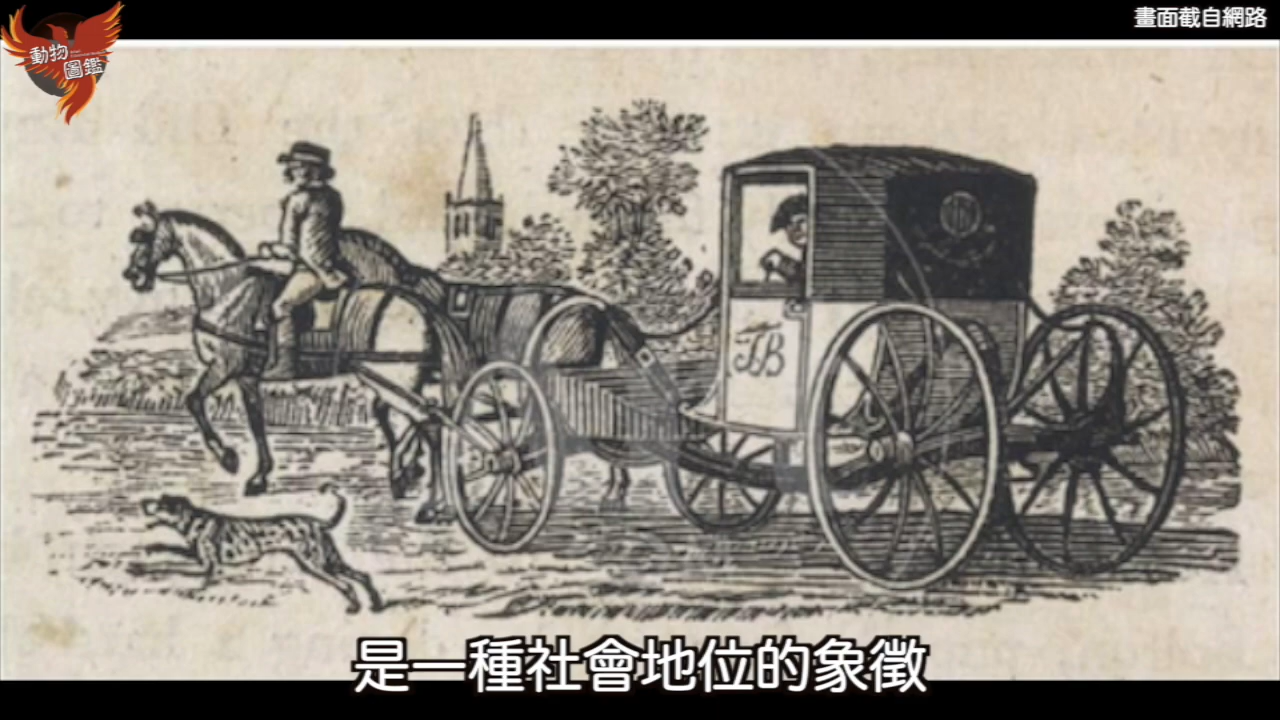 畫面截自網路
動物
圖鑑
TB
是一種社會地位的象徵